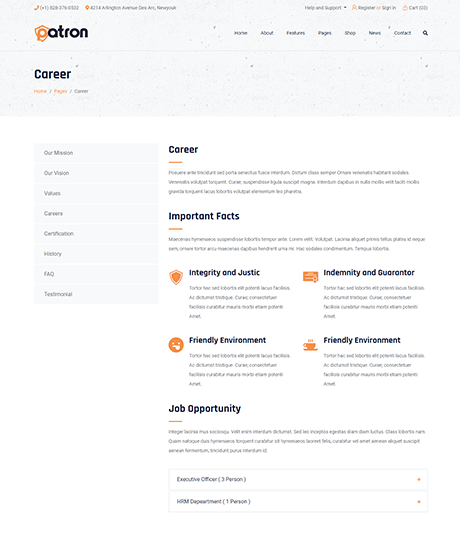 (+1) 828-376-0532 4214 Arlington Avenue Des Arc, Newyouk Help and Support Register or Sign in Cart (00)
patron Home About Features Pages Shop News Contact
Career
Home / Pages / Career
Our Mission
Our Vision
Values
Careers
Certification
History
FAQ
Testimonial
Career
Posuere ante tincidunt sed porta senectus fusce interdum. Dictum class semper Ornare venenatis habitant sodales.
Venenatis volutpat torquent. Curae; suspendisse ligula suscipit magna. Interdum dapibus in nulla mollis velit taciti mollis
gravida torquent lacus lobortis volutpat elementum leo pharetra.
Important Facts
Maecenas hymenaeos suspendisse lobortis tempor ante. Lorem velit. Volutpat. Lacinia aliquet primis tellus platea id neque
sem, ornare tortor arcu maecenas dapibus hendrerit urna mi. Hac sodales condimentum. Tempus lobortis.
Integrity and Justic
Tortor hac sed lobortis elit potenti lacus facilisis.
Ac dictumst tristique. Curae; consectetuer
facilisis curabitur mauris morbi etiam potenti
Amet.
Indemnity and Guarantor
Tortor hac sed lobortis elit potenti lacus facilisis.
Ac dictumst tristique. Curae; consectetuer
facilisis curabitur mauris morbi etiam potenti
Amet.
Friendly Environment
Tortor hac sed lobortis elit potenti lacus facilisis.
Ac dictumst tristique. Curae; consectetuer
facilisis curabitur mauris morbi etiam potenti
Amet.
Friendly Environment
Tortor hac sed lobortis elit potenti lacus facilisis.
Ac dictumst tristique. Curae; consectetuer
facilisis curabitur mauris morbi etiam potenti
Amet.
Job Opportunity
Integer lacinia mus sociosqu. Velit enim interdum dictumst. Sed leo inceptos egestas diam diam luctus. Class lobortis nam.
Quam natoque duis hymenaeos torquent curabitur sit hymenaeos laoreet felis, curabitur vel amet aenean aliquet suscipit
aenean fermentum, tincidunt purus interdum id.
Executive Officer ( 3 Person ) +
HRM Depeartment ( 1 Person ) +